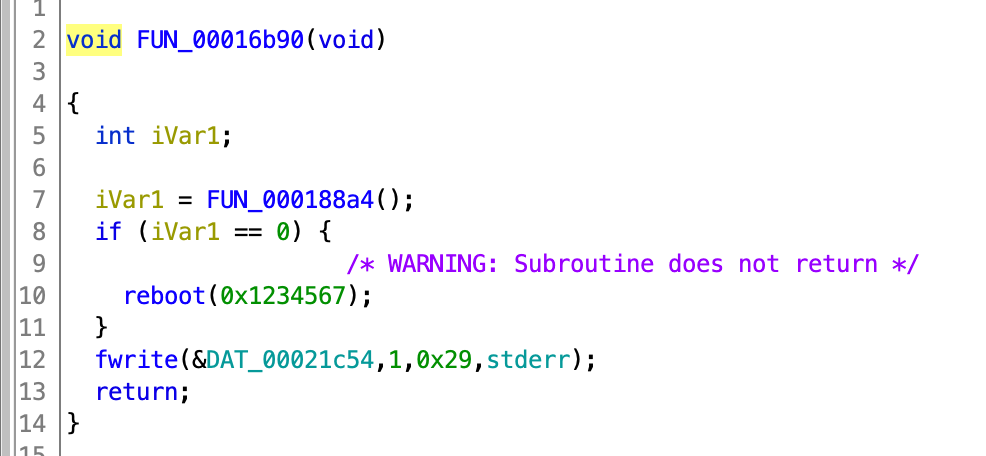 1
2 void FUN_00016b90(void)
3
4 {
5 int iVar1;
6
7 iVar1 = FUN_000188a4();
8 if (iVar1 == 0) {
9 /* WARNING: Subroutine does not return */
10 reboot(0x1234567);
11 }
12 fwrite(&DAT_00021c54,1,0x29,stderr);
13 return;
14 }
15